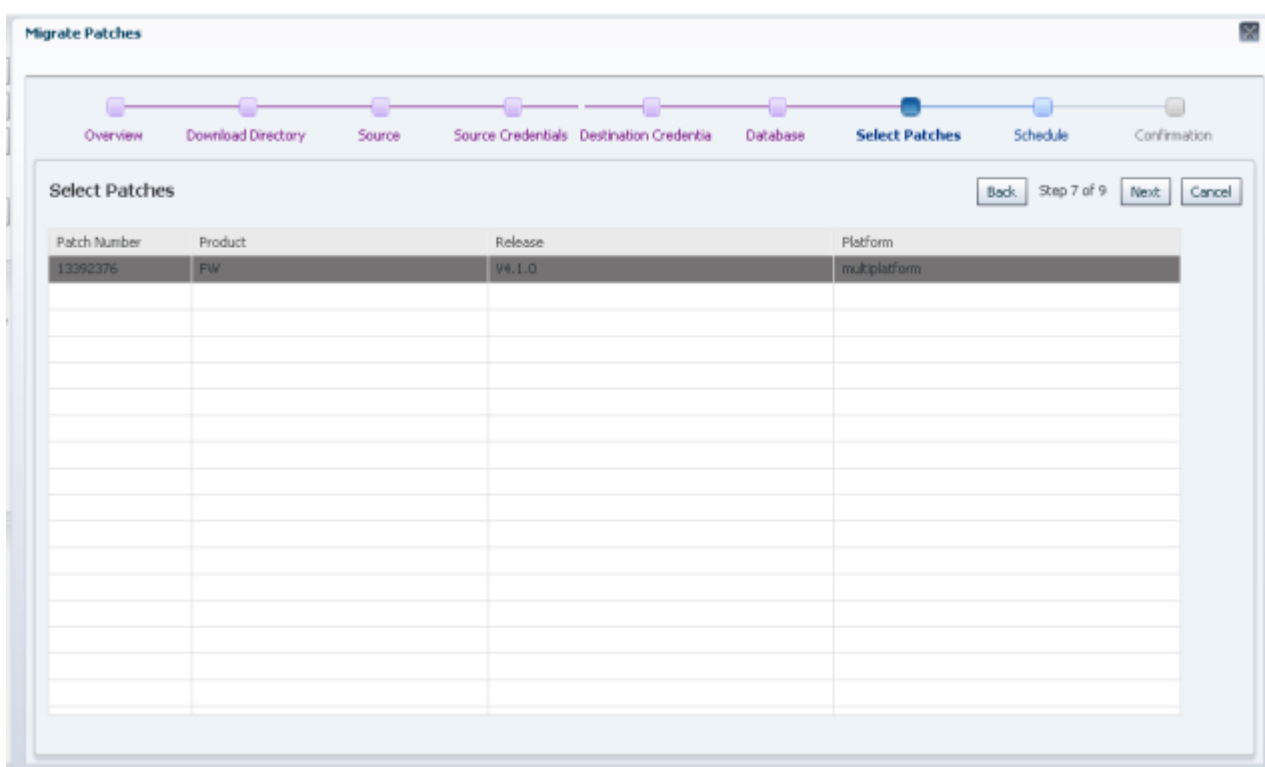 Migrate Patches
Overview Download Directory Source Source Credentials Destination Credentia Database Select Patches Schedule Confirmation
Select Patches Back Step 7 of 9 Next Cancel
Patch Number Product Release Platform
13392376 FW V4.1.0 multiplatform